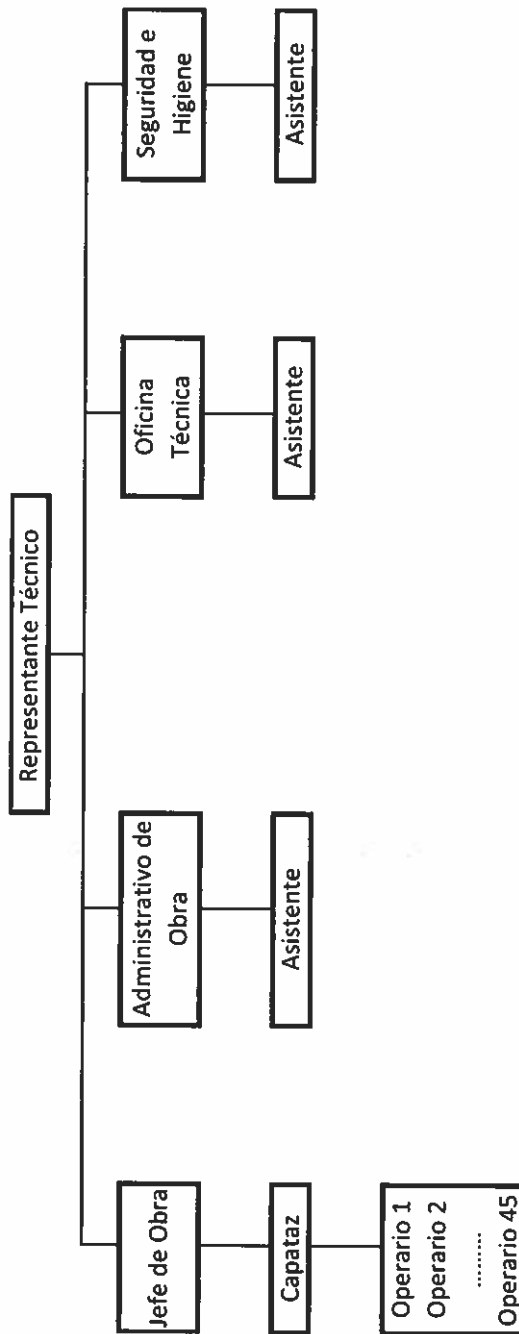 Representante Técnico
Jefe de Obra
Administrativo de
Obra
Oficina
Técnica
Seguridad e
Higiene
Capataz
Asistente
Asistente
Asistente
Operario 1
Operario 2
.........
Operario 45